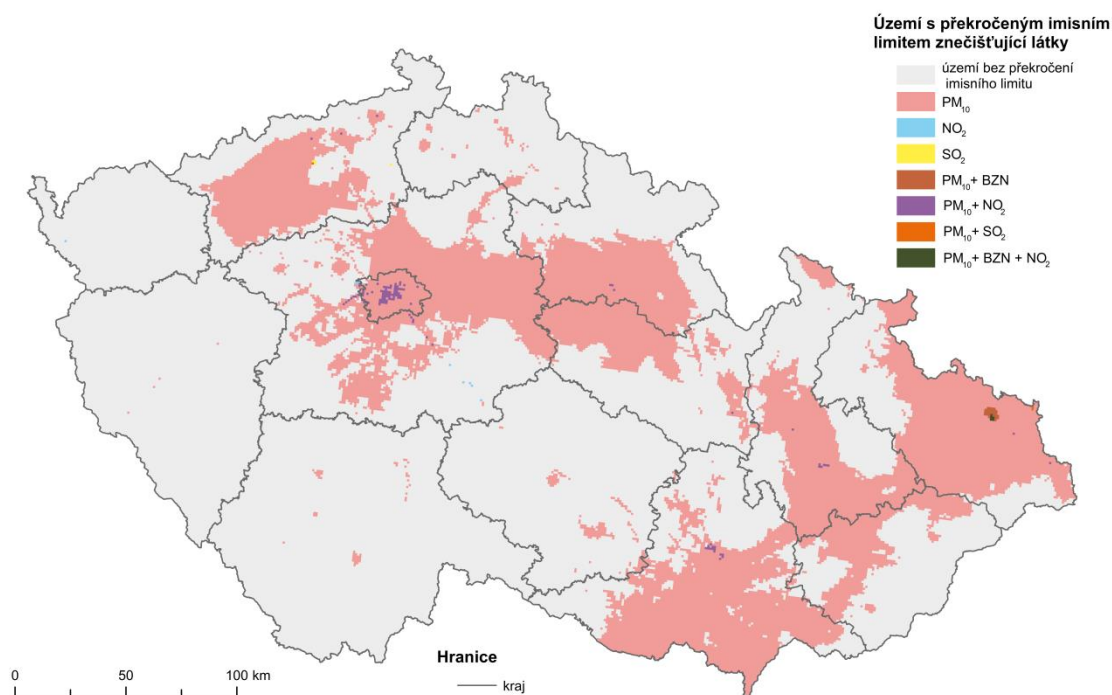 Území s překročeným imisním
limitem znečišťující látky
území bez překročení
imisního limitu
PM₁₀
NO₂
SO₂
PM₁₀+ BZN
PM₁₀+ NO₂
PM₁₀+ SO₂
PM₁₀+ BZN + NO₂
Hranice
kraj
0 50 100 km